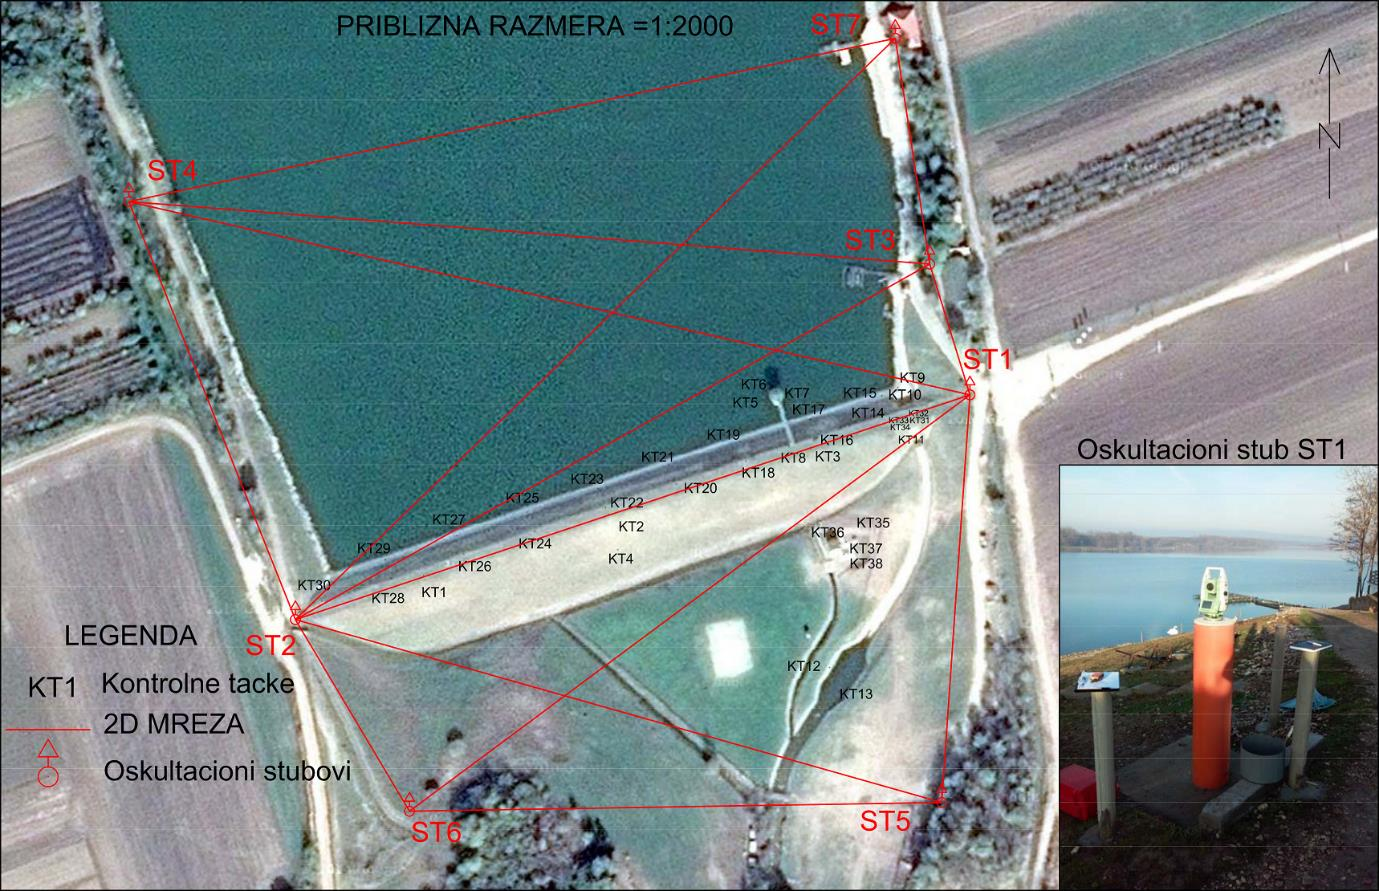 PRIBLIZNA RAZMERA =1:2000
ST7
N
ST4
ST3
ST1
KT9
KT6
KT7
KT15
KT10
KT5
KT17
KT14
KT32
KT33
KT31
KT34
KT19
KT16
KT11
KT21
KT8
KT3
KT18
KT23
KT20
KT25
KT22
KT27
KT2
KT35
KT36
KT24
KT29
KT37
KT4
KT38
KT26
KT30
KT1
KT28
ST2
KT12
KT13
ST5
ST6
LEGENDA
KT1 Kontrolne tacke
2D MREZA
Oskultacioni stubovi
Oskultacioni stub ST1